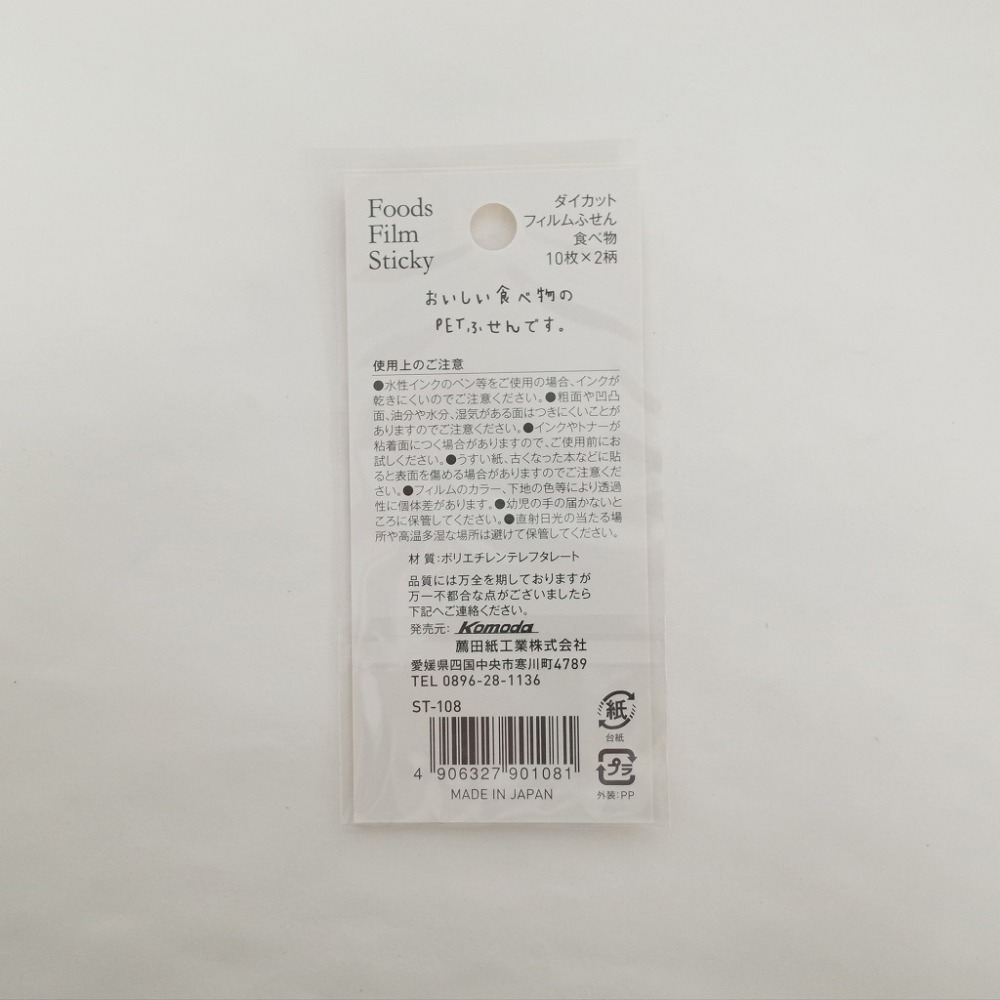 Foods
Film
Sticky
ダイカット
フィルムふせん
食べ物
10枚×2柄
おいしい食べ物の
PETふせんです。
使用上のご注意
●水性インクのペン等をご使用の場合、インクが
乾きにくいのでご注意ください。●粗面や凹凸
面、油分や水分、湿気がある面はつきにくいことが
ありますのでご注意ください。●インクやトナーが
粘着面につく場合がありますので、ご使用前にお
試しください。●うすい紙、古くなった本などに貼
ると表面を傷める場合がありますのでご注意くだ
さい。●フィルムのカラー、下地の色等により透過
性に個体差があります。●幼児の手の届かないと
ころに保管してください。●直射日光の当たる場
所や高温多湿な場所は避けて保管してください。
材質:ポリエチレンテレフタレート
品質には万全を期しておりますが
万一不都合な点がございましたら
下記へご連絡ください。
発売元: Komoda
薦田紙工業株式会社
愛媛県四国中央市寒川町4789
TEL 0896-28-1136
ST-108
4 906327 901081
MADE IN JAPAN
紙
台紙
プラ
外装:PP